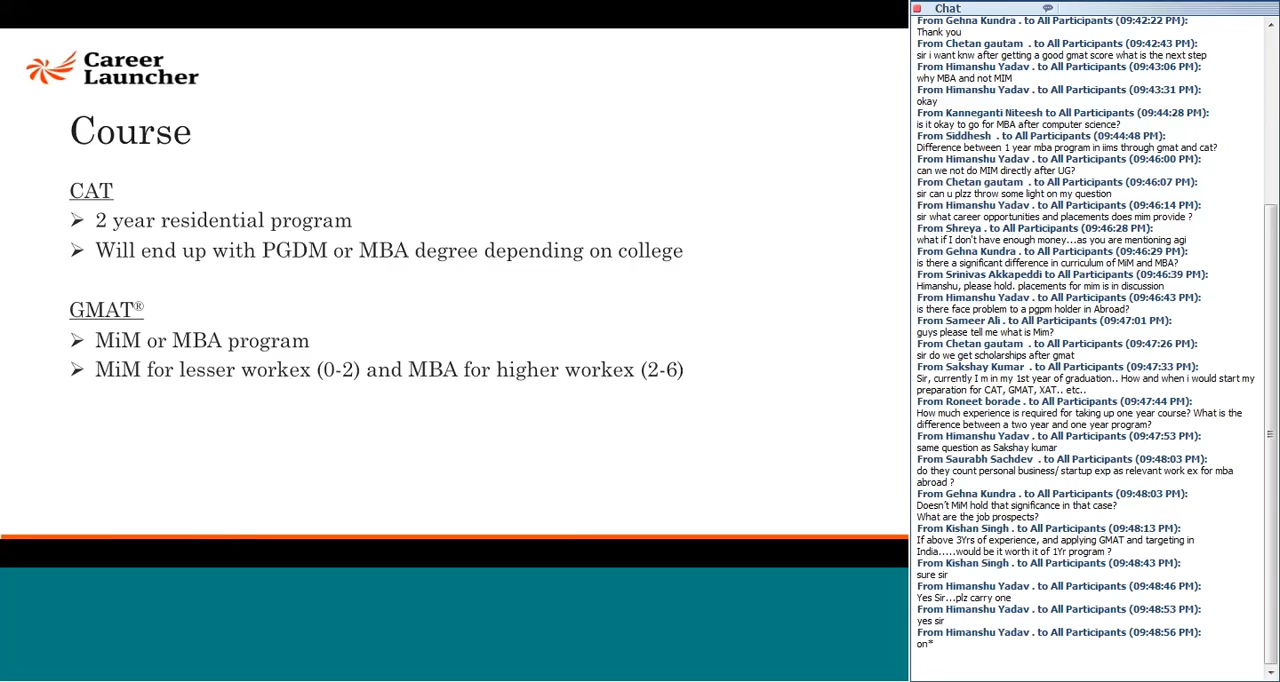 Career
Launcher
Course
CAT
➢ 2 year residential program
➢ Will end up with PGDM or MBA degree depending on college
GMAT®
➢ MiM or MBA program
➢ MiM for lesser workex (0-2) and MBA for higher workex (2-6)
Chat
From Gehna Kundra . to All Participants (09:42:22 PM):
Thank you
From Chetan gautam . to All Participants (09:42:43 PM):
sir i want knw after getting a good gmat score what is the next step
From Himanshu Yadav . to All Participants (09:43:06 PM):
why MBA and not MIM
From Himanshu Yadav . to All Participants (09:43:31 PM):
okay
From Kanneganti Niteesh to All Participants (09:44:28 PM):
is it okay to go for MBA after computer science?
From Siddhesh . to All Participants (09:44:48 PM):
Difference between 1 year mba program in iims through gmat and cat?
From Himanshu Yadav . to All Participants (09:46:00 PM):
can we not do MIM directly after UG?
From Chetan gautam . to All Participants (09:46:07 PM):
sir can u plzz throw some light on my question
From Himanshu Yadav . to All Participants (09:46:14 PM):
sir what career opportunities and placements does mim provide ?
From Shreya . to All Participants (09:46:28 PM):
what if I don't have enough money...as you are mentioning agi
From Gehna Kundra . to All Participants (09:46:29 PM):
is there a significant difference in curriculum of MiM and MBA?
From Srinivas Akkapeddi to All Participants (09:46:39 PM):
Himanshu, please hold. placements for mim is in discussion
From Himanshu Yadav . to All Participants (09:46:43 PM):
is there face problem to a pgpm holder in Abroad?
From Sameer Ali . to All Participants (09:47:01 PM):
guys please tell me what is Mim?
From Chetan gautam . to All Participants (09:47:26 PM):
sir do we get scholarships after gmat
From Sakshay Kumar . to All Participants (09:47:33 PM):
Sir, currently I m in my 1st year of graduation.. How and when i would start my
preparation for CAT, GMAT, XAT.. etc..
From Roneet borade . to All Participants (09:47:44 PM):
How much experience is required for taking up one year course? What is the
difference between a two year and one year program?
From Himanshu Yadav . to All Participants (09:47:53 PM):
same question as Sakshay kumar
From Saurabh Sachdev . to All Participants (09:48:03 PM):
do they count personal business/ startup exp as relevant work ex for mba
abroad ?
From Gehna Kundra . to All Participants (09:48:03 PM):
Doesn't MiM hold that significance in that case?
What are the job prospects?
From Kishan Singh . to All Participants (09:48:13 PM):
If above 3Yrs of experience, and applying GMAT and targeting in
India.....would be it worth it of 1Yr program ?
From Kishan Singh . to All Participants (09:48:43 PM):
sure sir
From Himanshu Yadav . to All Participants (09:48:46 PM):
Yes Sir...plz carry one
From Himanshu Yadav . to All Participants (09:48:53 PM):
yes sir
From Himanshu Yadav . to All Participants (09:48:56 PM):
on*